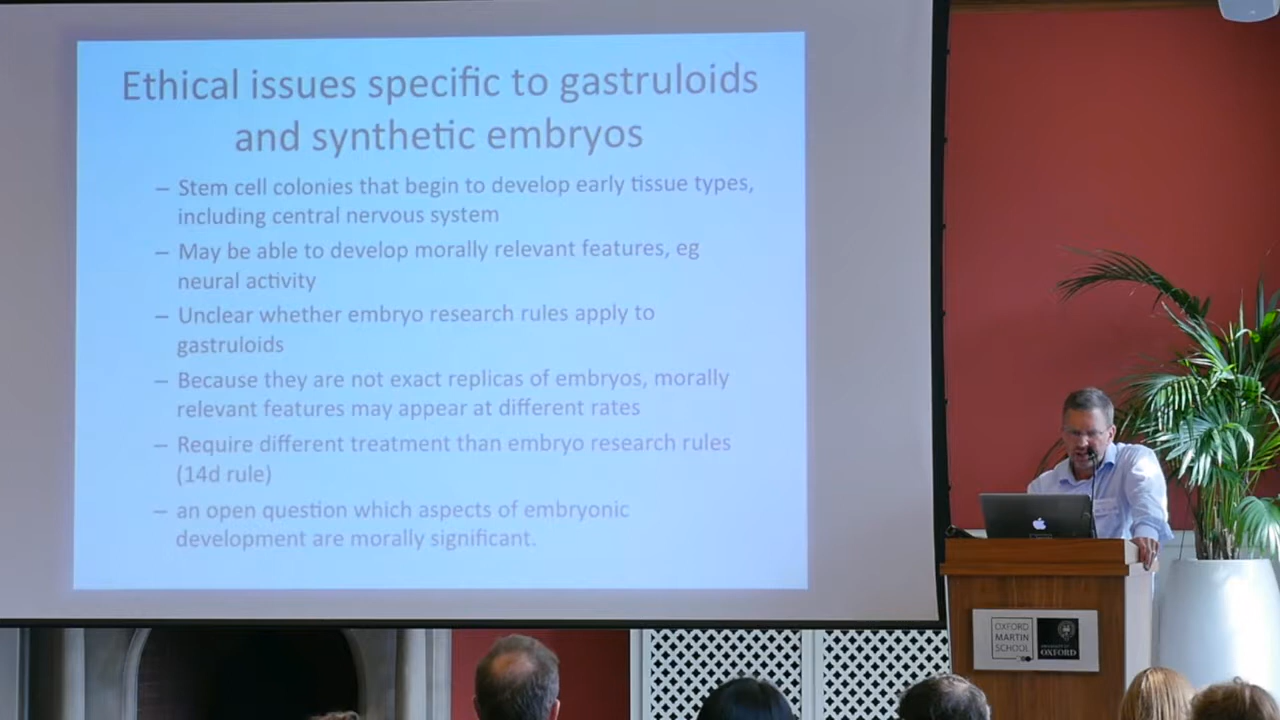 Ethical issues specific to gastruloids
and synthetic embryos
– Stem cell colonies that begin to develop early tissue types,
including central nervous system
– May be able to develop morally relevant features, eg
neural activity
– Unclear whether embryo research rules apply to
gastruloids
– Because they are not exact replicas of embryos, morally
relevant features may appear at different rates
– Require different treatment than embryo research rules
(14d rule)
– an open question which aspects of embryonic
development are morally significant.
OXFORD
MARTIN
SCHOOL
UNIVERSITY OF
OXFORD